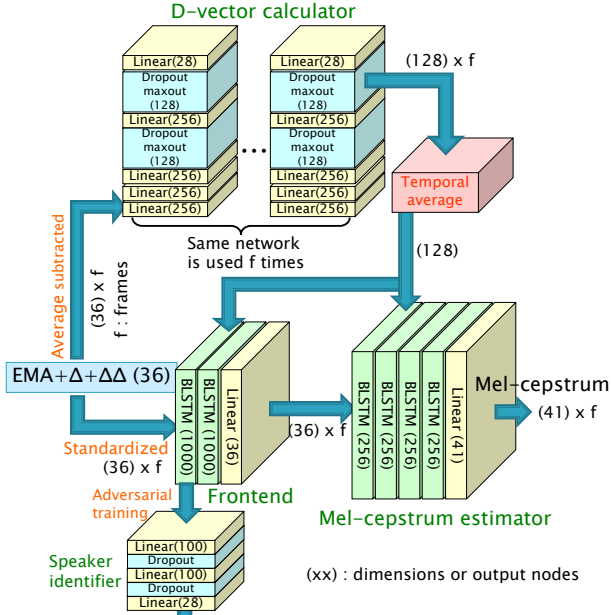 D-vector calculator
Linear(28)
Dropout
maxout
(128)
Linear(256)
Dropout
maxout
(128)
Linear(256)
Linear(256)
Linear(256)
...
Linear(28)
Dropout
maxout
(128)
Linear(256)
Dropout
maxout
(128)
Linear(256)
Linear(256)
Linear(256)
(128) x f
Temporal
average
Same network
is used f times
(128)
Average subtracted
(36) x f
f : frames
EMA+Δ+ΔΔ (36)
Standardized
(36) x f
BLSTM (1000)
BLSTM (1000)
Linear (36)
Frontend
(36) x f
BLSTM (256)
BLSTM (256)
BLSTM (256)
BLSTM (256)
Linear (41)
Mel-cepstrum
(41) x f
Mel-cepstrum estimator
Adversarial
training
Speaker
identifier
Linear(100)
Dropout
Linear(100)
Dropout
Linear(28)
(xx) : dimensions or output nodes